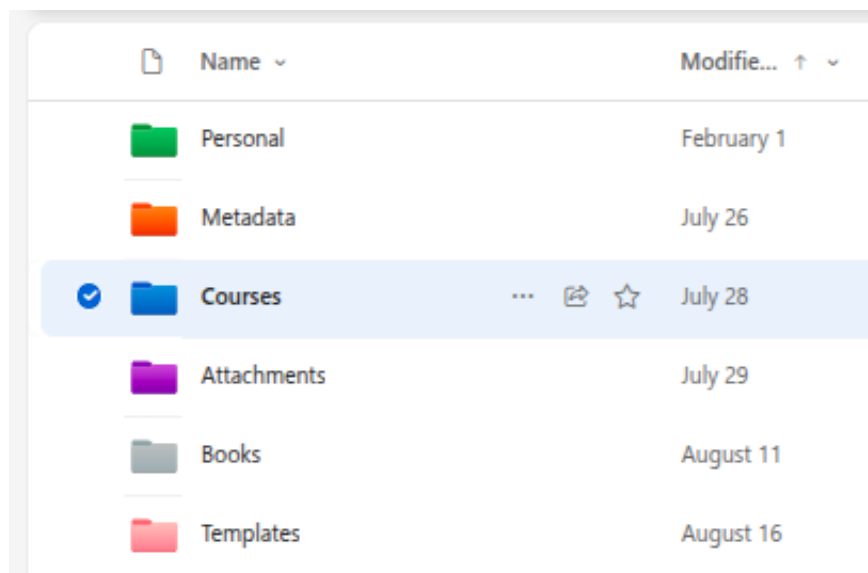 Name Modifie...
Personal February 1
Metadata July 26
Courses ... July 28
Attachments July 29
Books August 11
Templates August 16